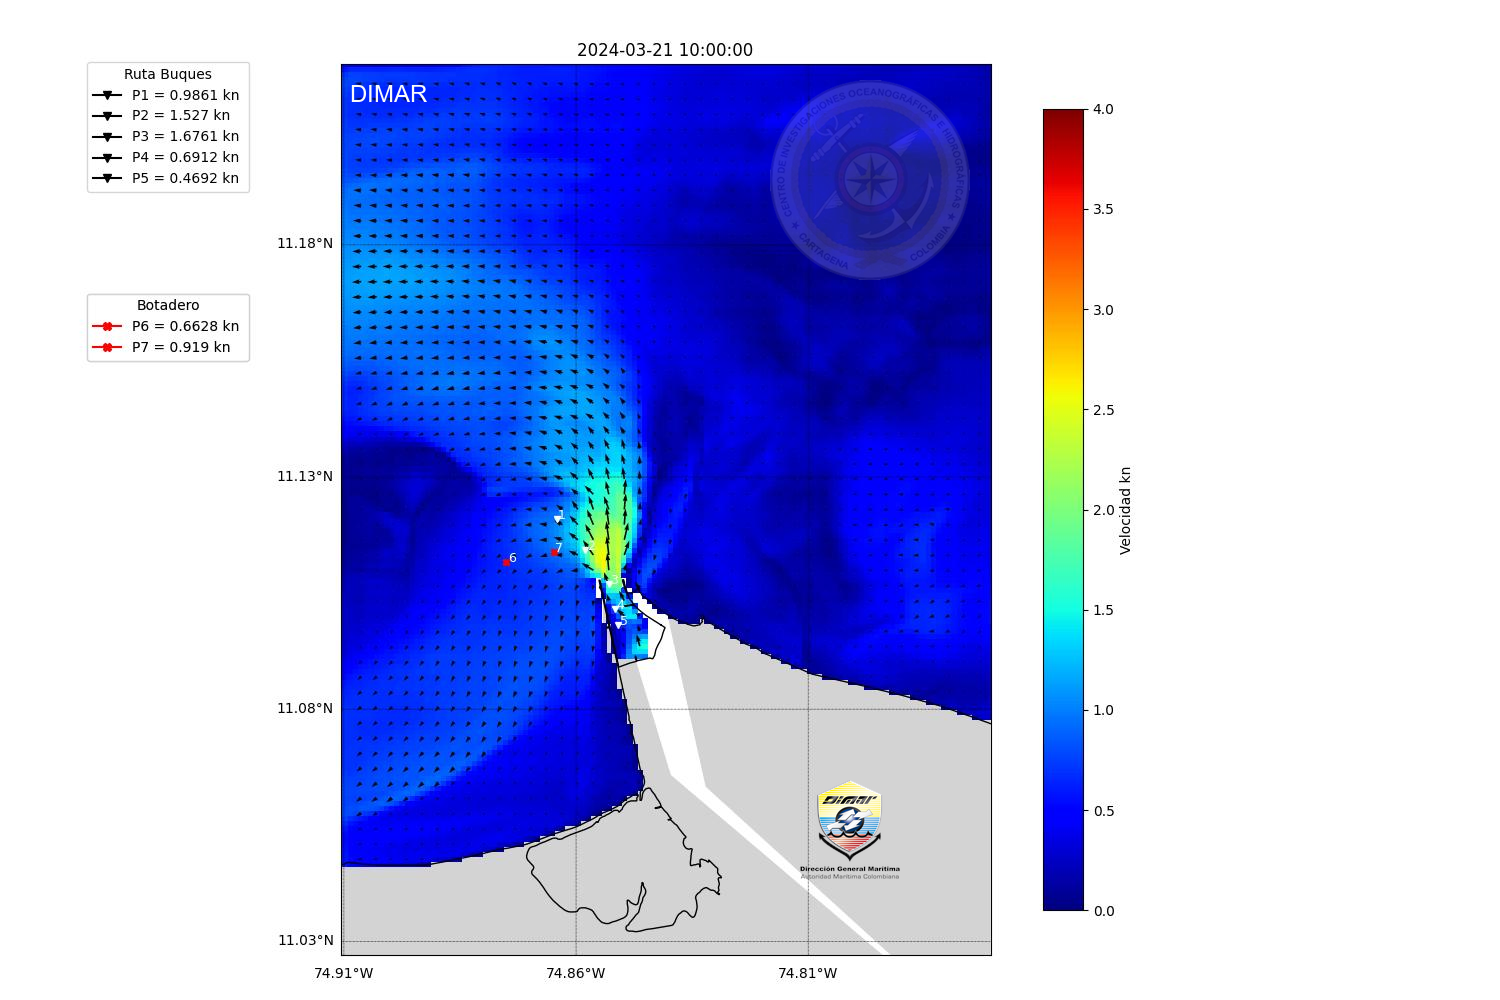 2024-03-21 10:00:00
Ruta Buques
P1 = 0.9861 kn
P2 = 1.527 kn
P3 = 1.6761 kn
P4 = 0.6912 kn
P5 = 0.4692 kn
Botadero
P6 = 0.6628 kn
P7 = 0.919 kn
DIMAR
CENTRO DE INVESTIGACIONES OCEANOGRÁFICAS E HIDROGRÁFICAS
CARTAGENA
COLOMBIA
11.18°N
11.13°N
11.08°N
11.03°N
74.91°W
74.86°W
74.81°W
1
7
6
4
5
Dimar
Dirección General Marítima
Autoridad Marítima Colombiana
4.0
3.5
3.0
2.5
2.0
1.5
1.0
0.5
0.0
Velocidad kn